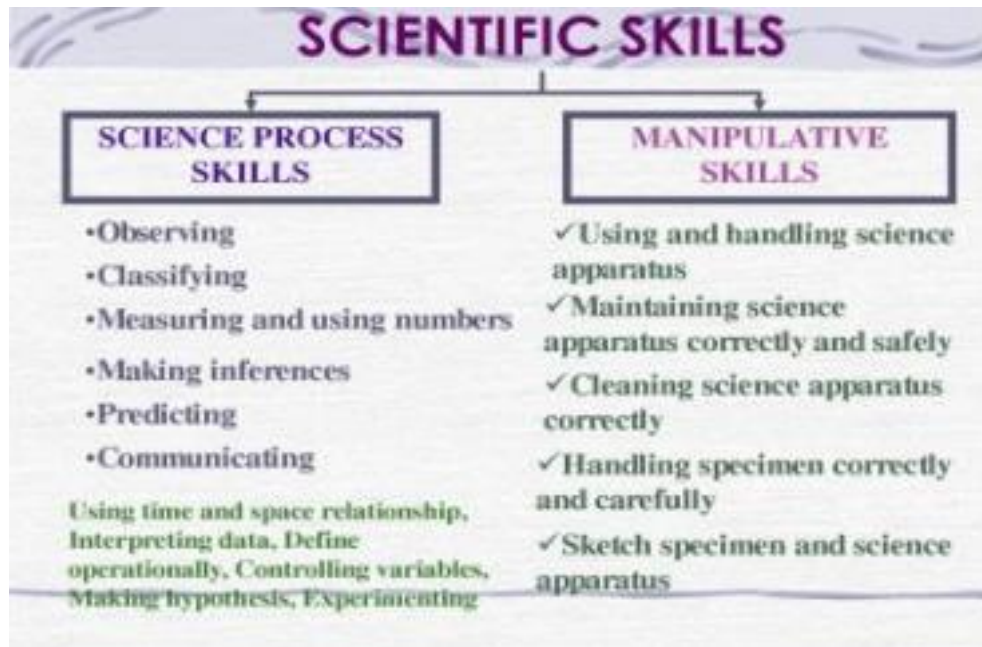 SCIENTIFIC SKILLS
SCIENCE PROCESS
SKILLS
•Observing
•Classifying
•Measuring and using numbers
•Making inferences
•Predicting
•Communicating
Using time and space relationship,
Interpreting data, Define
operationally, Controlling variables,
Making hypothesis, Experimenting
MANIPULATIVE
SKILLS
✓Using and handling science
apparatus
✓Maintaining science
apparatus correctly and safely
✓Cleaning science apparatus
correctly
✓Handling specimen correctly
and carefully
✓Sketch specimen and science
apparatus